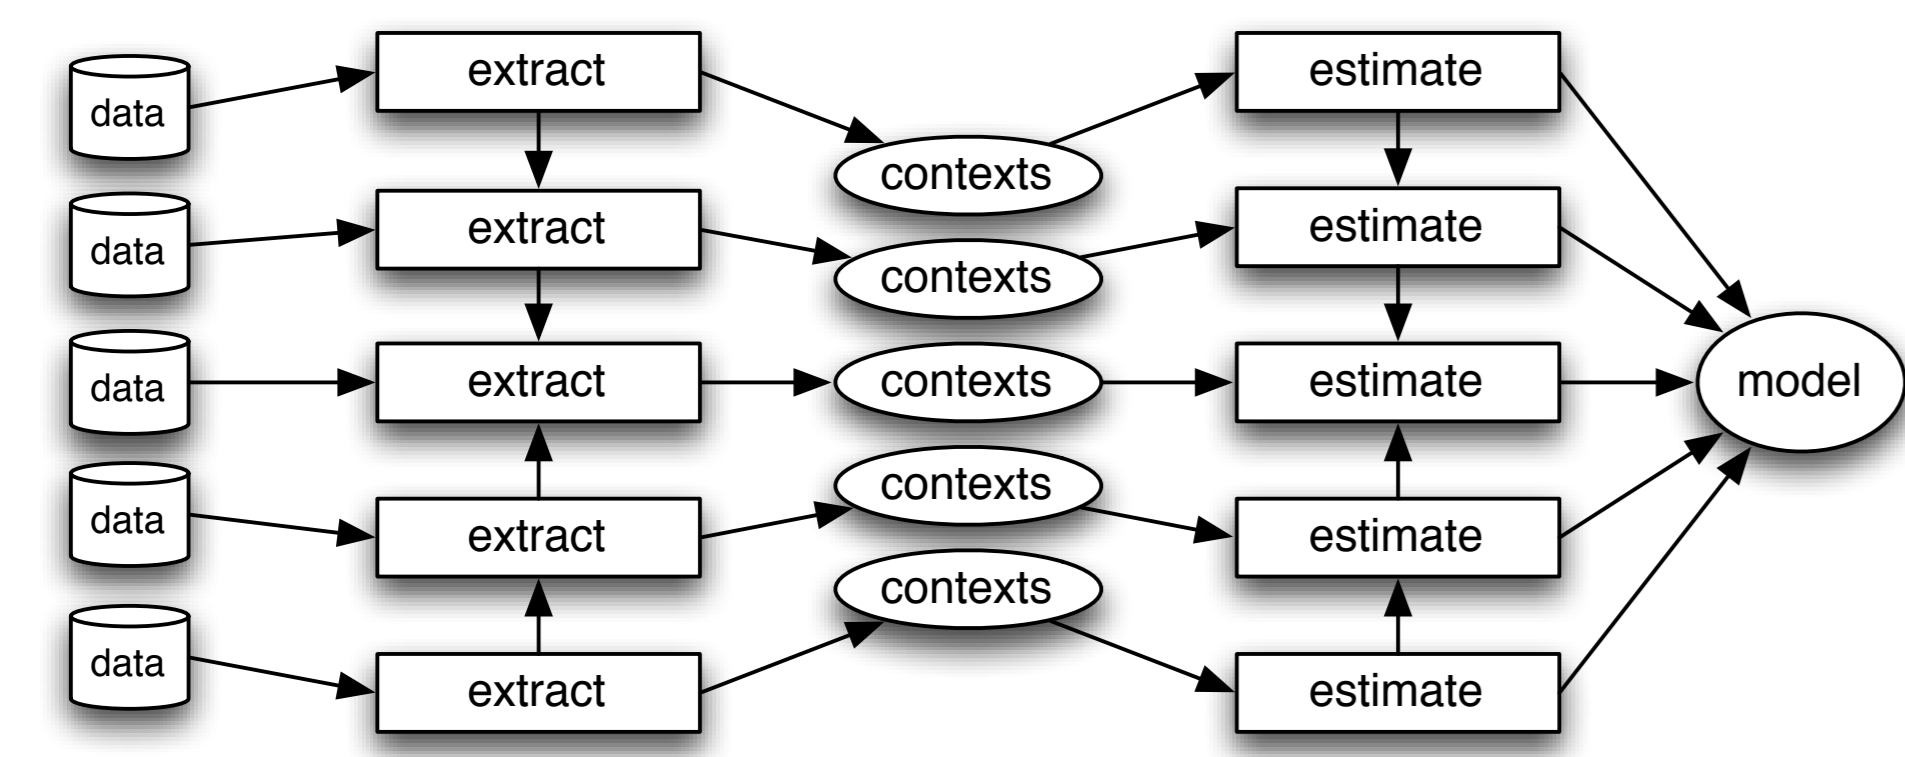 data
extract
contexts
estimate
data
extract
contexts
estimate
data
extract
contexts
estimate
model
data
extract
contexts
estimate
data
extract
contexts
estimate